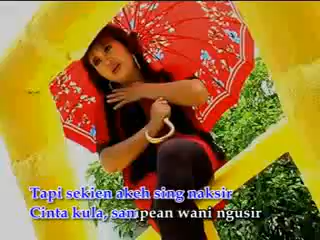 Tapi sekien akeh sing naksir
Cinta kula, sampean wani ngusir